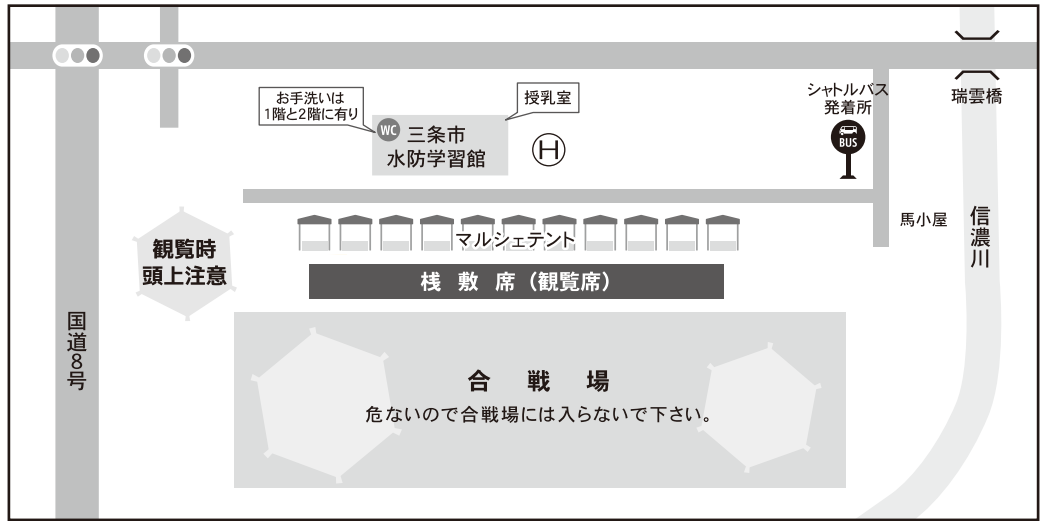 お手洗いは
1階と2階に有り
授乳室
WC
三条市
水防学習館
H
シャトルバス
発着所
BUS
瑞雲橋
馬小屋
信濃川
観覧時
頭上注意
マルシェテント
桟敷席（観覧席）
国道8号
合戦場
危ないので合戦場には入らないで下さい。